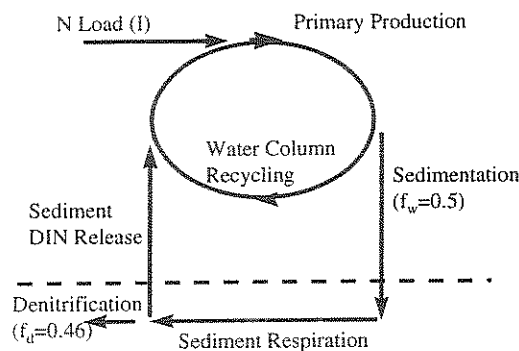 N Load (I)
Primary Production
Water Column
Recycling
Sedimentation
(f_w=0.5)
Sediment
DIN Release
Denitrification
(f_d=0.46)
Sediment Respiration